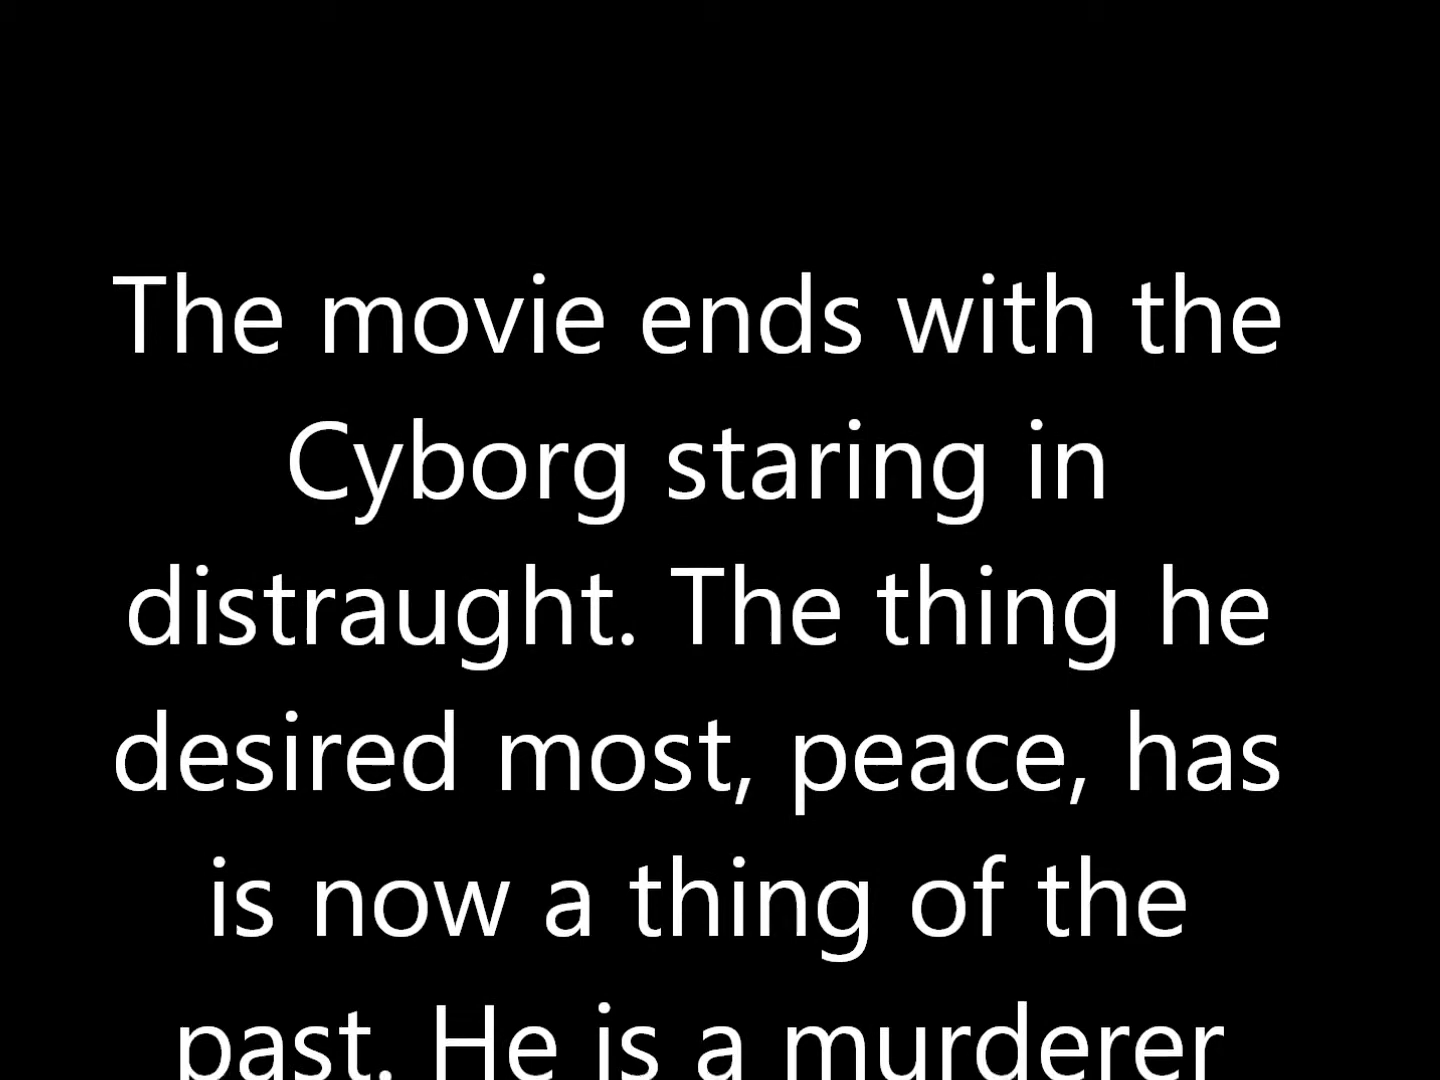 The movie ends with the
Cyborg staring in
distraught. The thing he
desired most, peace, has
is now a thing of the
past. He is a murderer